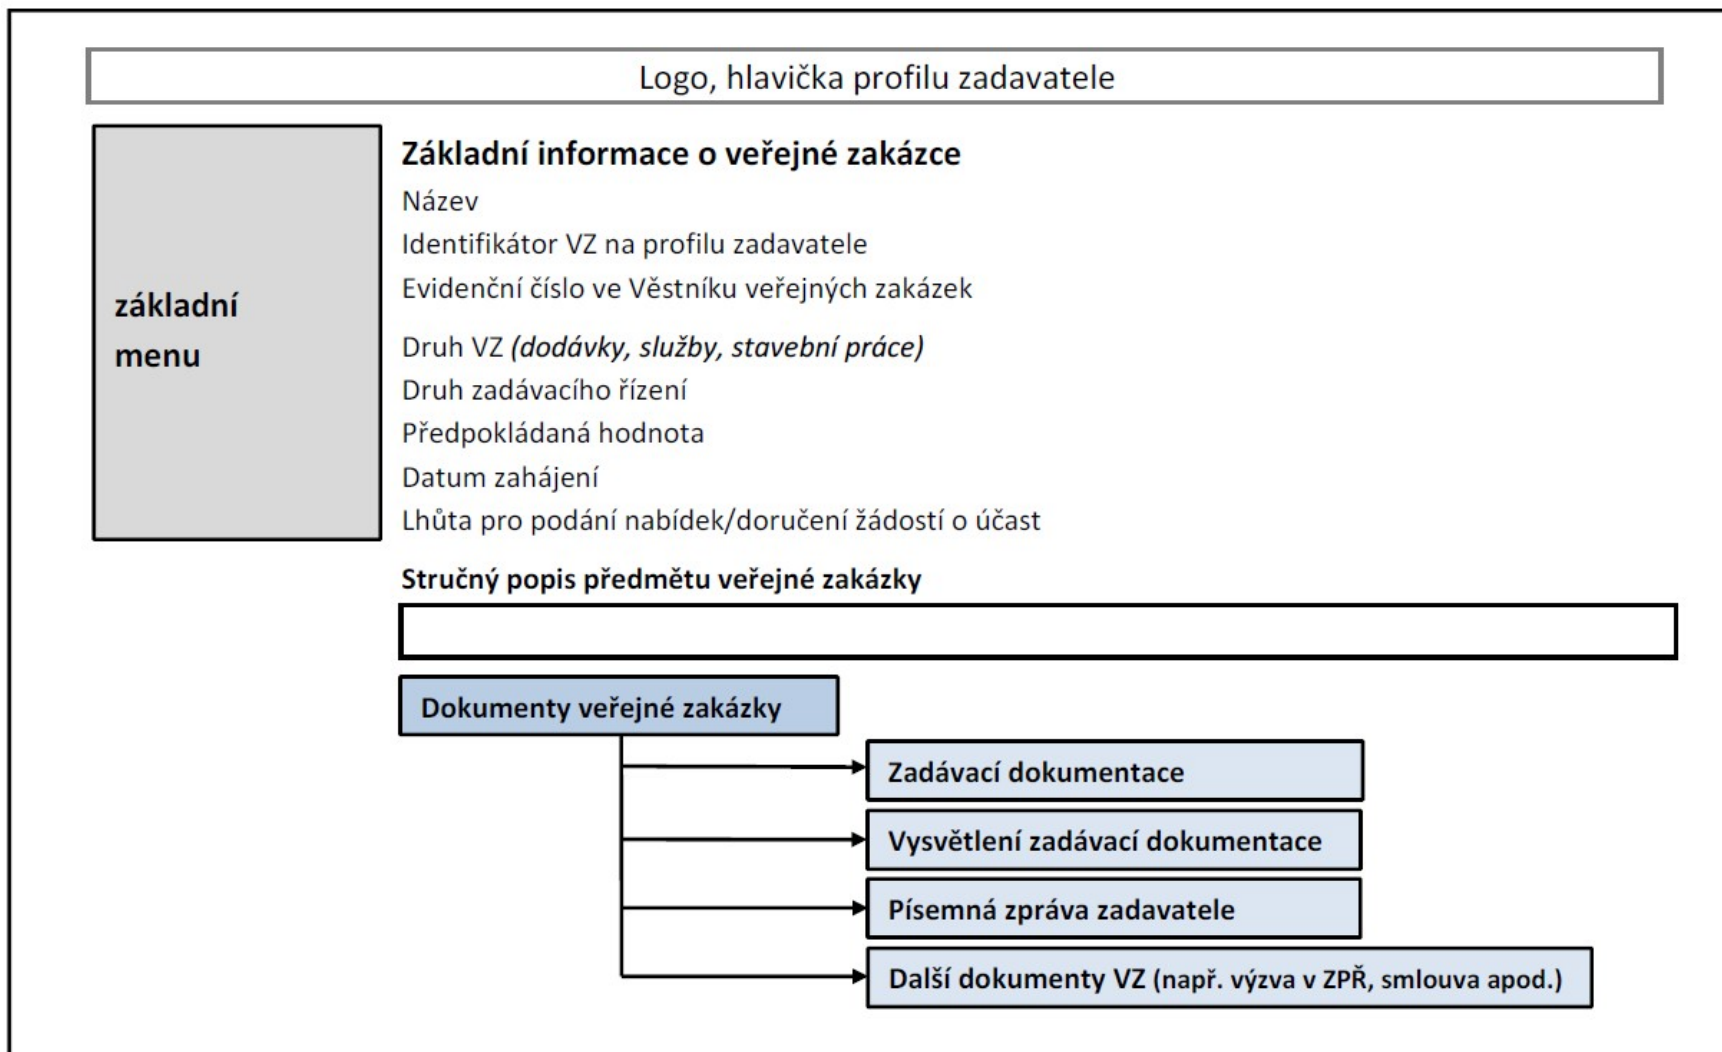 Logo, hlavička profilu zadavatele
základní
menu
Základní informace o veřejné zakázce
Název
Identifikátor VZ na profilu zadavatele
Evidenční číslo ve Věstníku veřejných zakázek
Druh VZ (dodávky, služby, stavební práce)
Druh zadávacího řízení
Předpokládaná hodnota
Datum zahájení
Lhůta pro podání nabídek/doručení žádostí o účast
Stručný popis předmětu veřejné zakázky
Dokumenty veřejné zakázky
Zadávací dokumentace
Vysvětlení zadávací dokumentace
Písemná zpráva zadavatele
Další dokumenty VZ (např. výzva v ZPŘ, smlouva apod.)